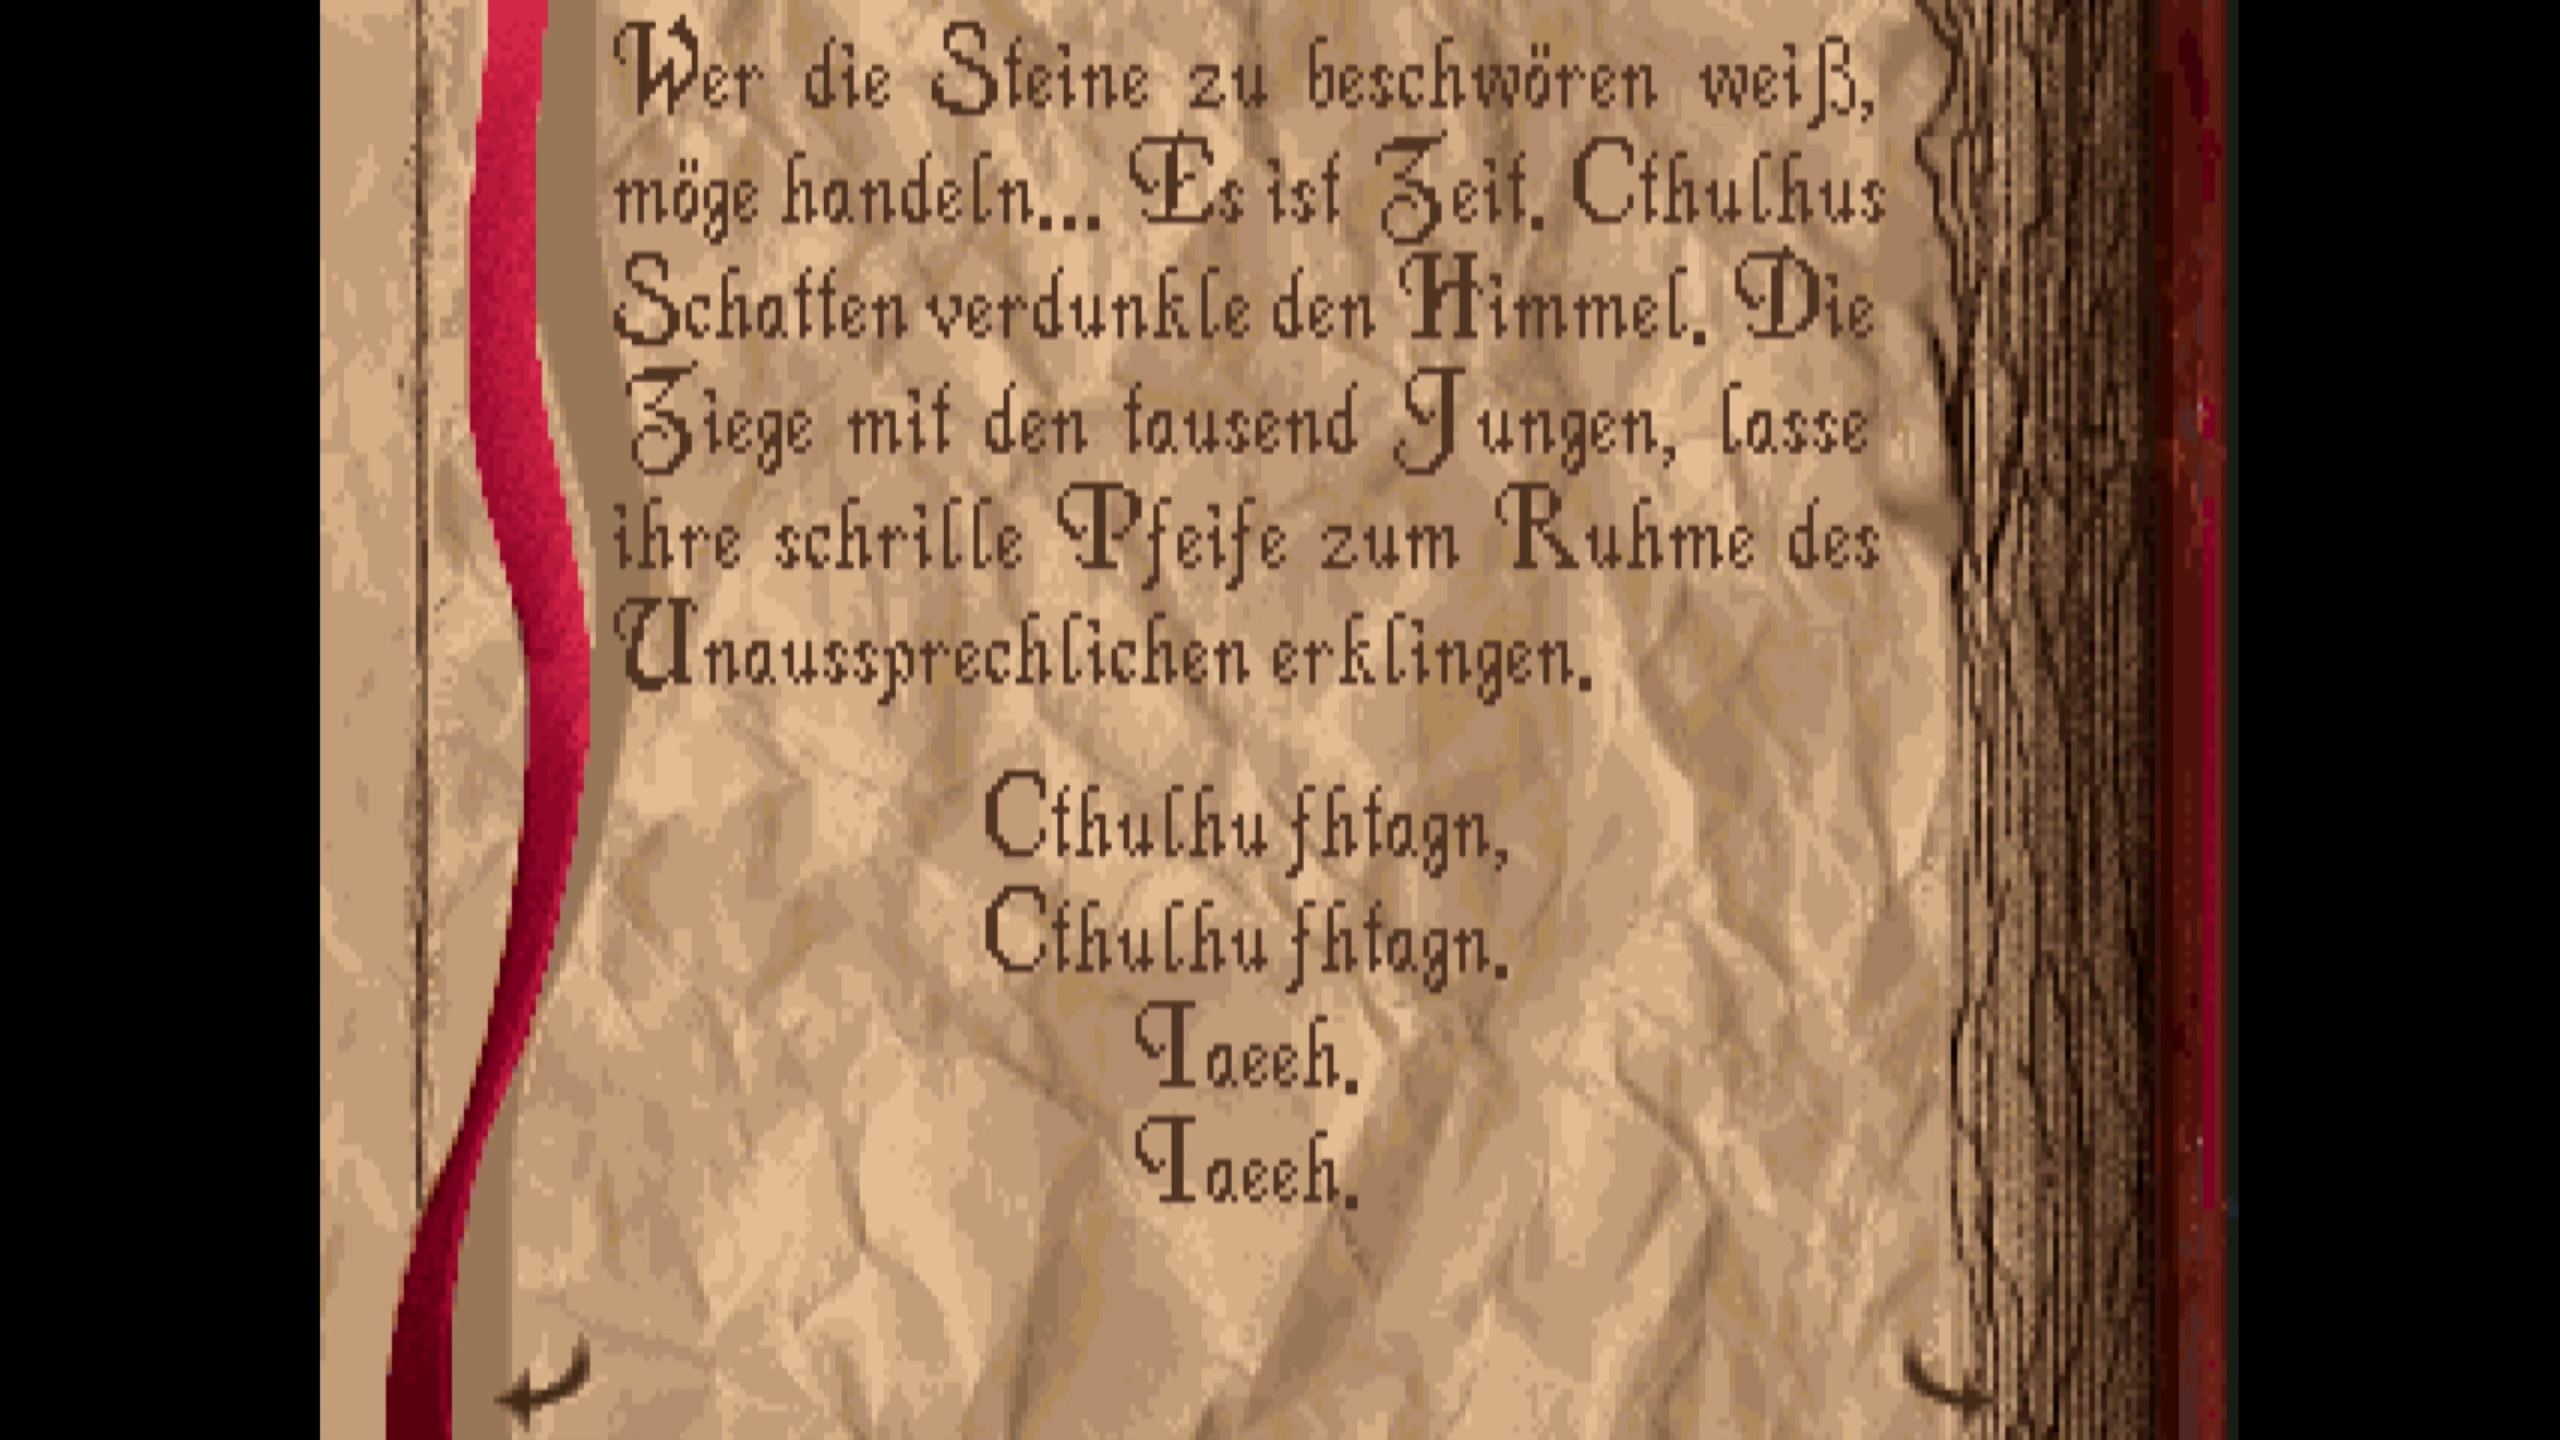 Wer die Steine zu beschwören weiß,
möge handeln... Es ist Zeit. Cthulhus
Schatten verdunkle den Himmel. Die
Ziege mit den tausend Jungen, lasse
ihre schrille Pfeife zum Ruhme des
Unaussprechlichen erklingen.
Cthulhu fhtagn,
Cthulhu fhtagn.
Iaeeh.
Iaeeh.